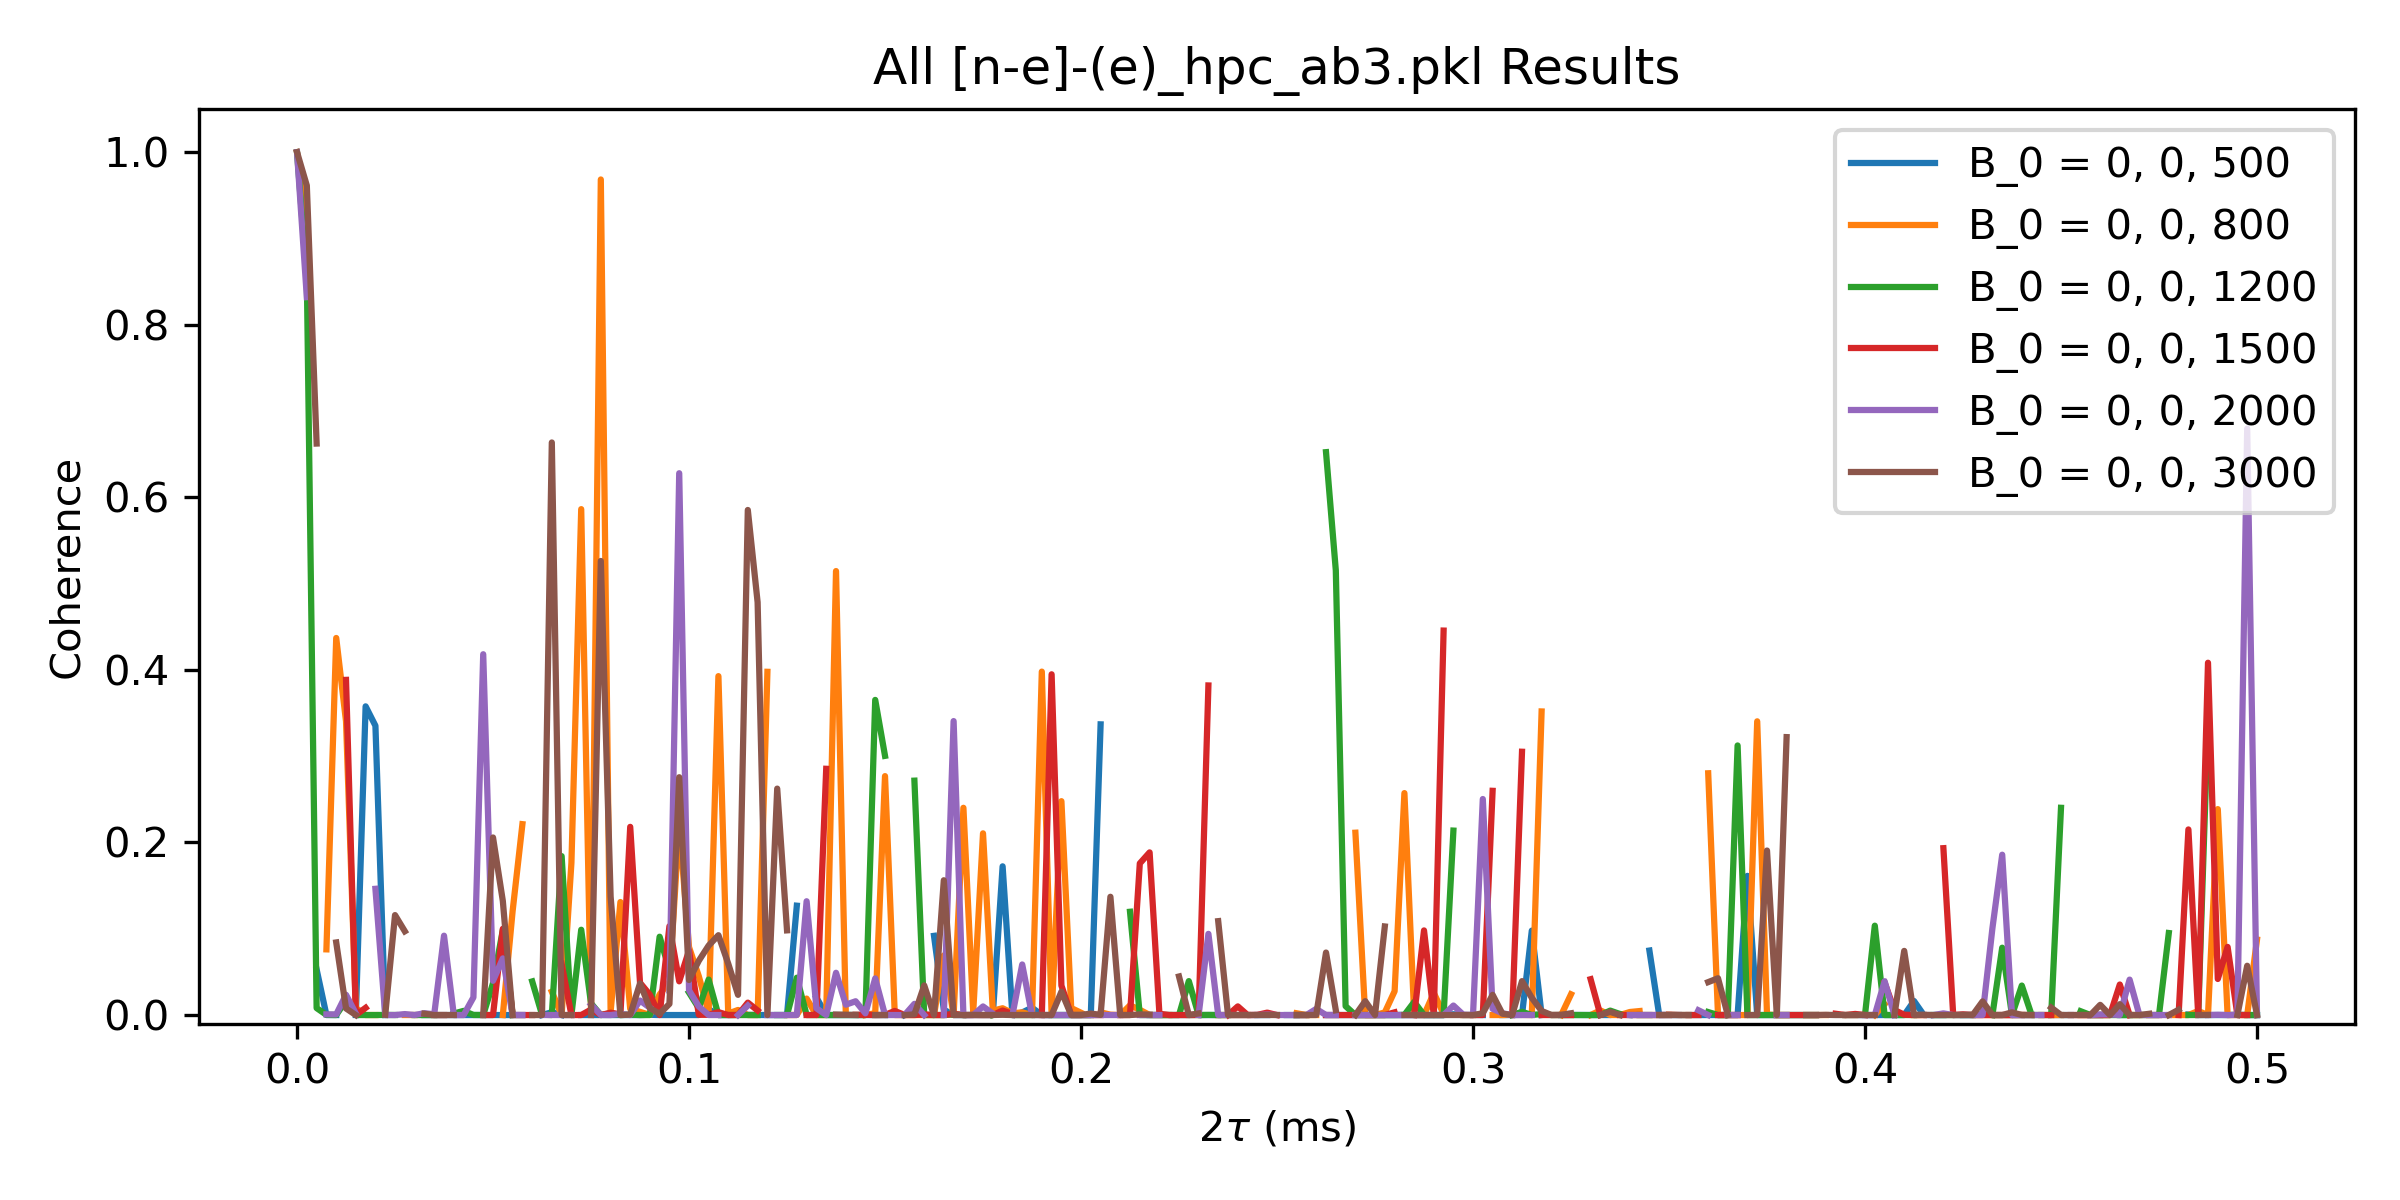 All [n-e]-(e)_hpc_ab3.pkl Results
1.0
0.8
0.6
0.4
0.2
0.0
Coherence
B_0 = 0, 0, 500
B_0 = 0, 0, 800
B_0 = 0, 0, 1200
B_0 = 0, 0, 1500
B_0 = 0, 0, 2000
B_0 = 0, 0, 3000
0.0 0.1 0.2 0.3 0.4 0.5
2τ (ms)